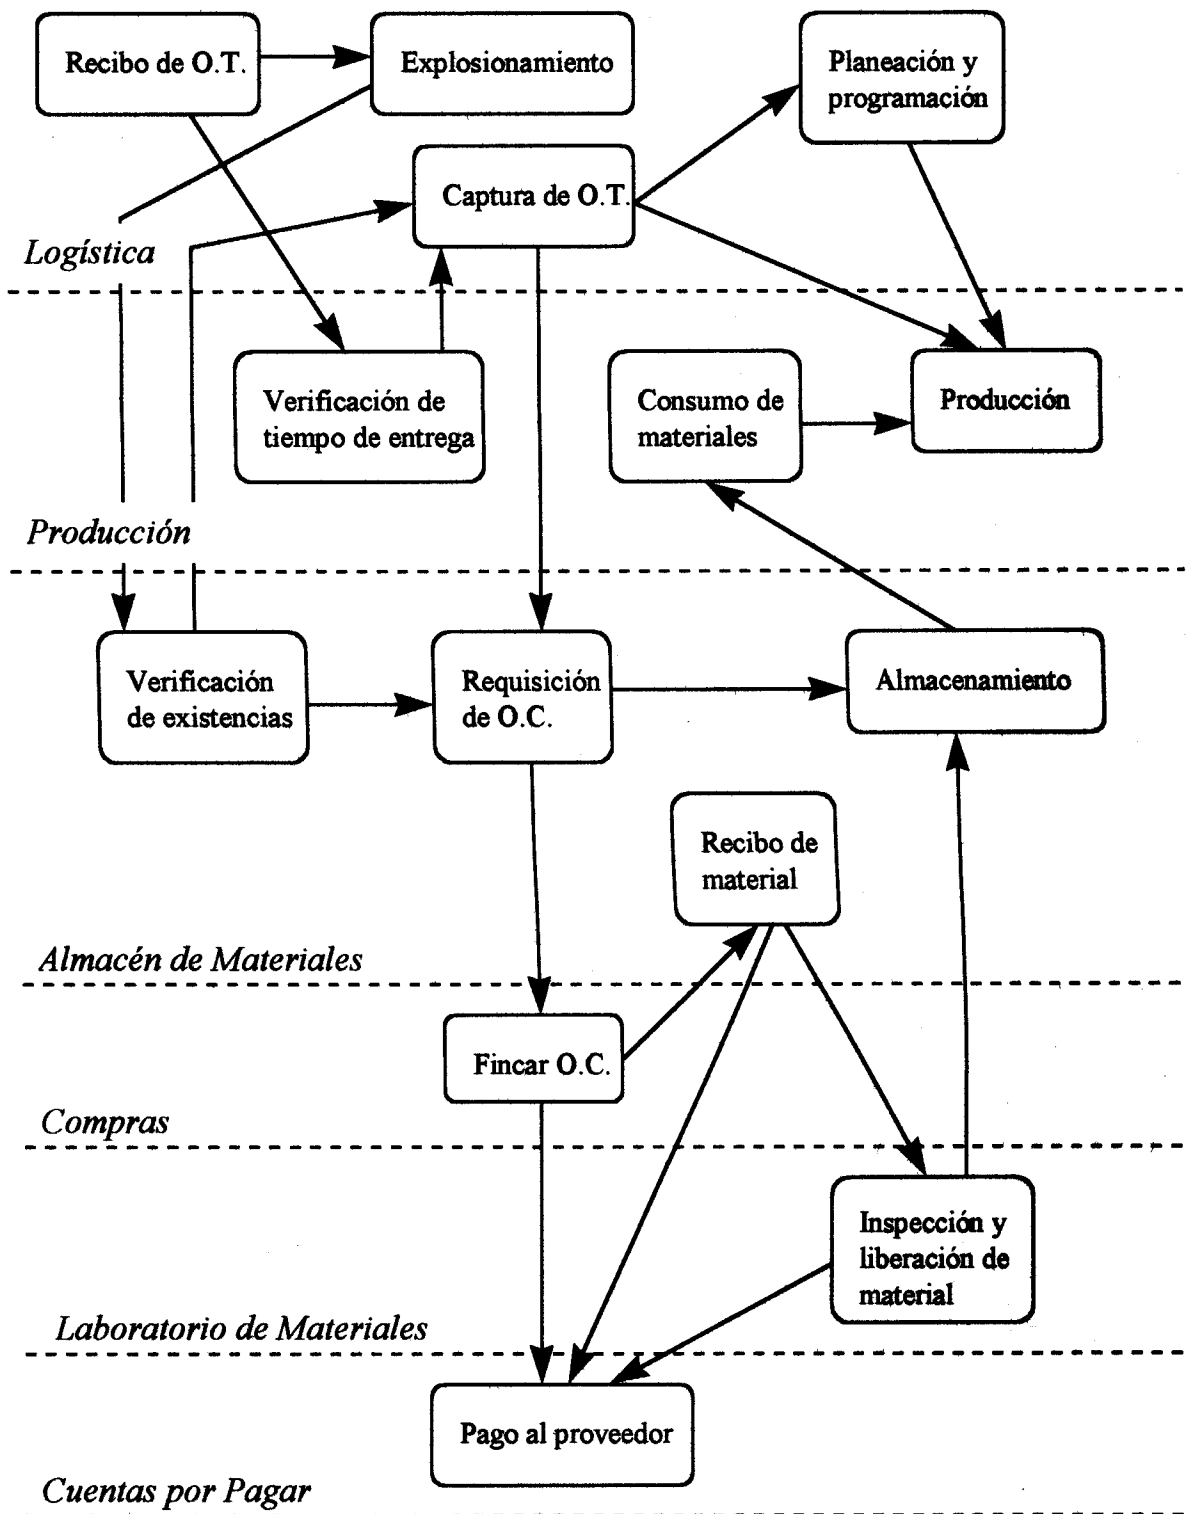 Recibo de O.T.
Explosionamiento
Planeación y
programación
Captura de O.T.
Logística
Verificación de
tiempo de entrega
Consumo de
materiales
Producción
Producción
Verificación
de existencias
Requisición
de O.C.
Almacenamiento
Recibo de
material
Almacén de Materiales
Fincar O.C.
Compras
Inspección y
liberación de
material
Laboratorio de Materiales
Pago al proveedor
Cuentas por Pagar